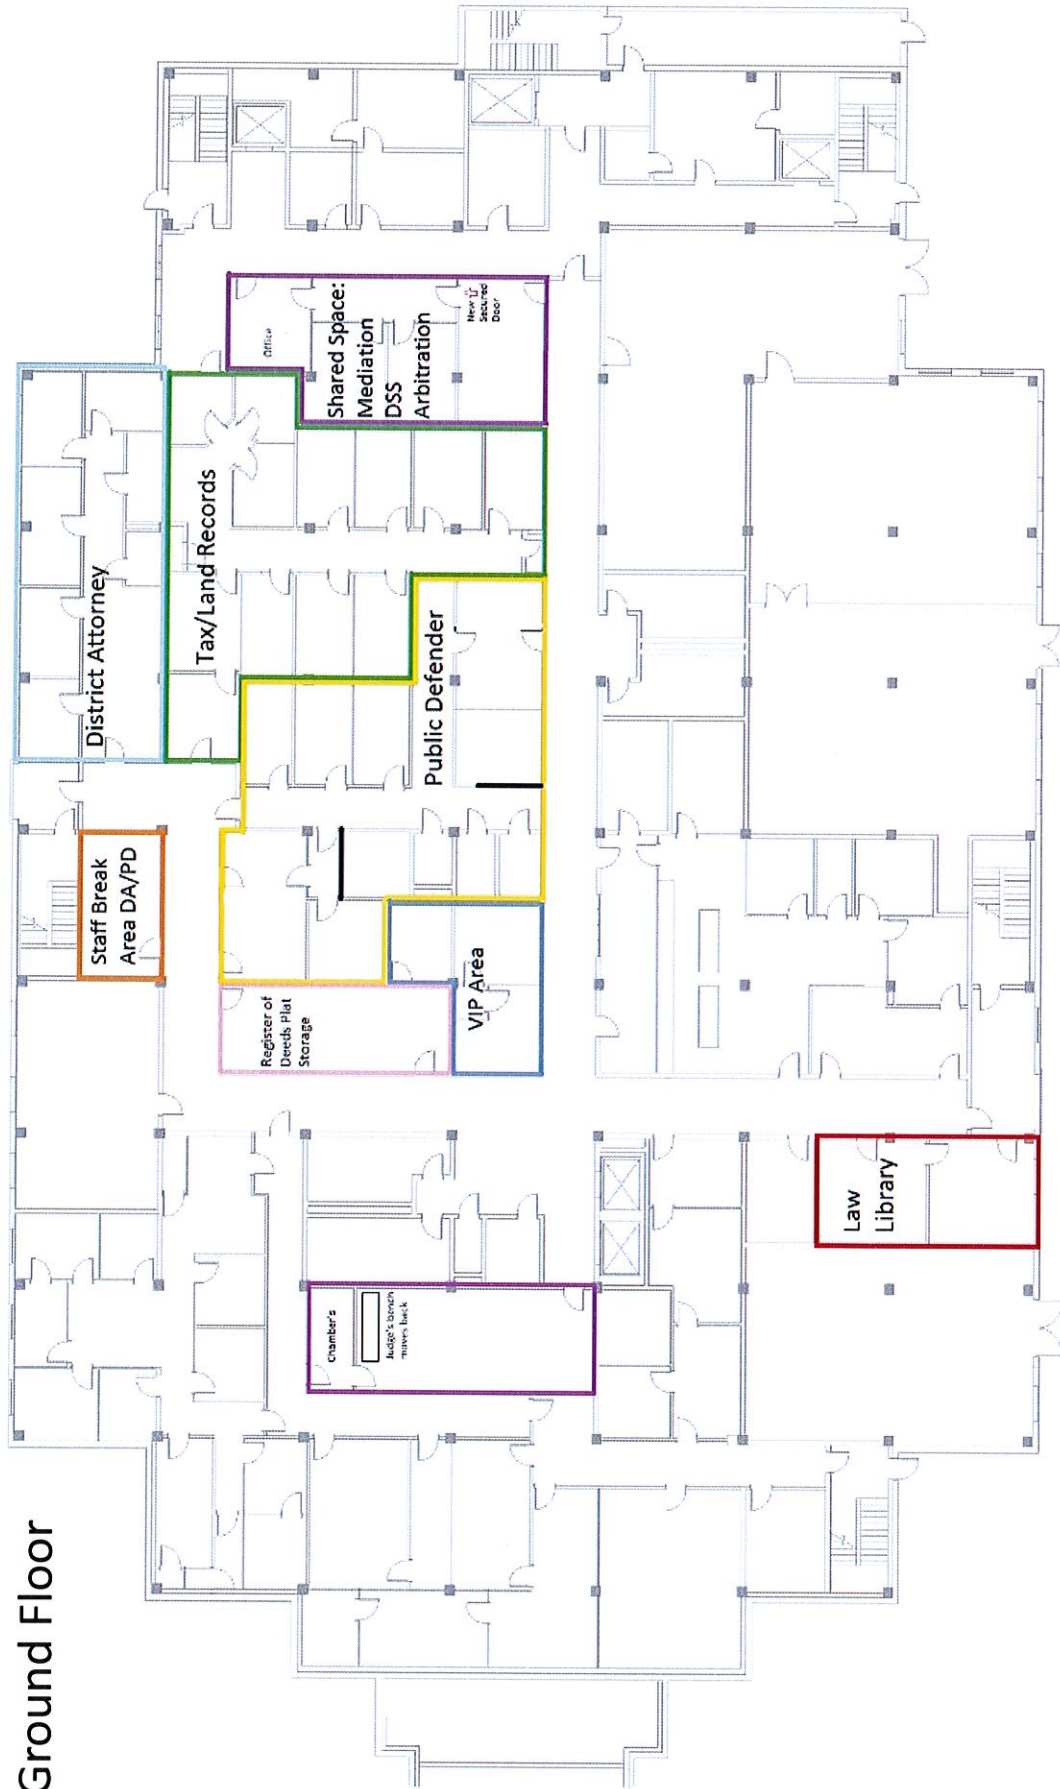 Ground Floor
District Attorney
Staff Break
Area DA/PD
Tax/Land Records
Office
Shared Space:
Mediation
DSS
Arbitration
Secured
Door
Public Defender
Register of
Deeds Plat
Storage
VIP Area
Chamber's
Judge's bench
moves back
Law
Library